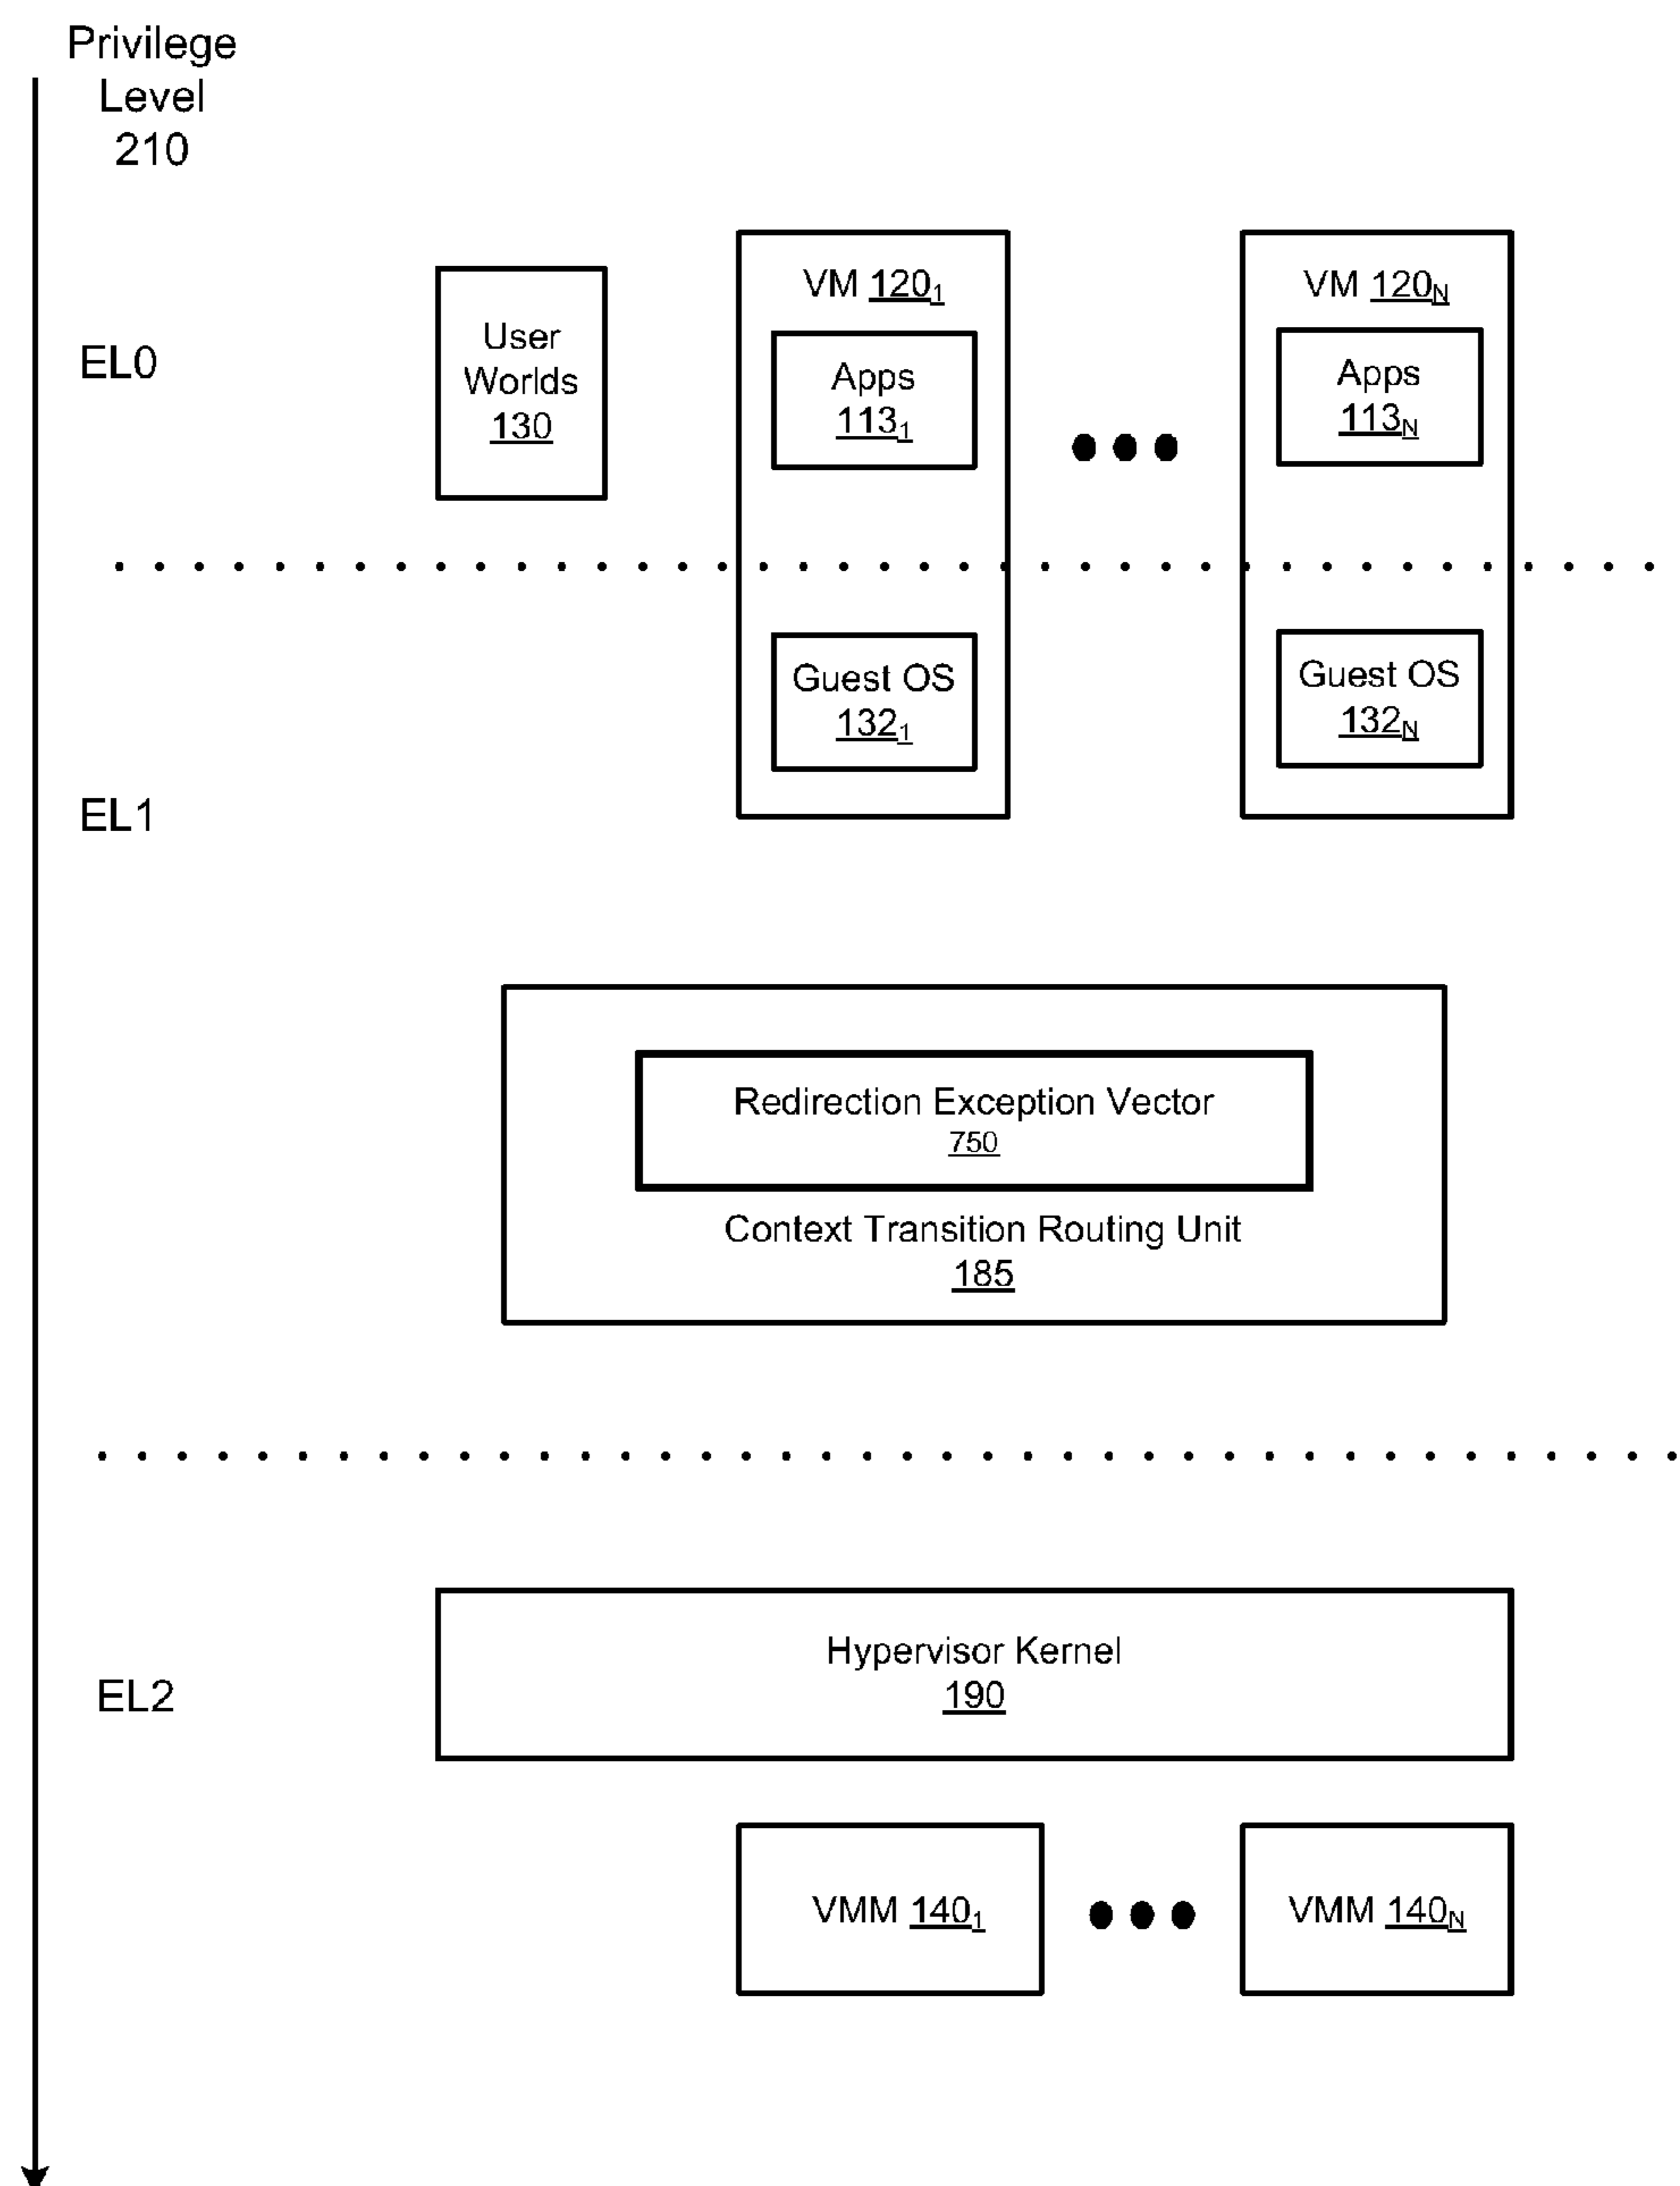 Privilege
Level
210
EL0
User
Worlds
130
VM 120₁
Apps
113₁
VM 120N
Apps
113N
EL1
Guest OS
132₁
Guest OS
132N
Redirection Exception Vector
750
Context Transition Routing Unit
185
EL2
Hypervisor Kernel
190
VMM 140₁
VMM 140N